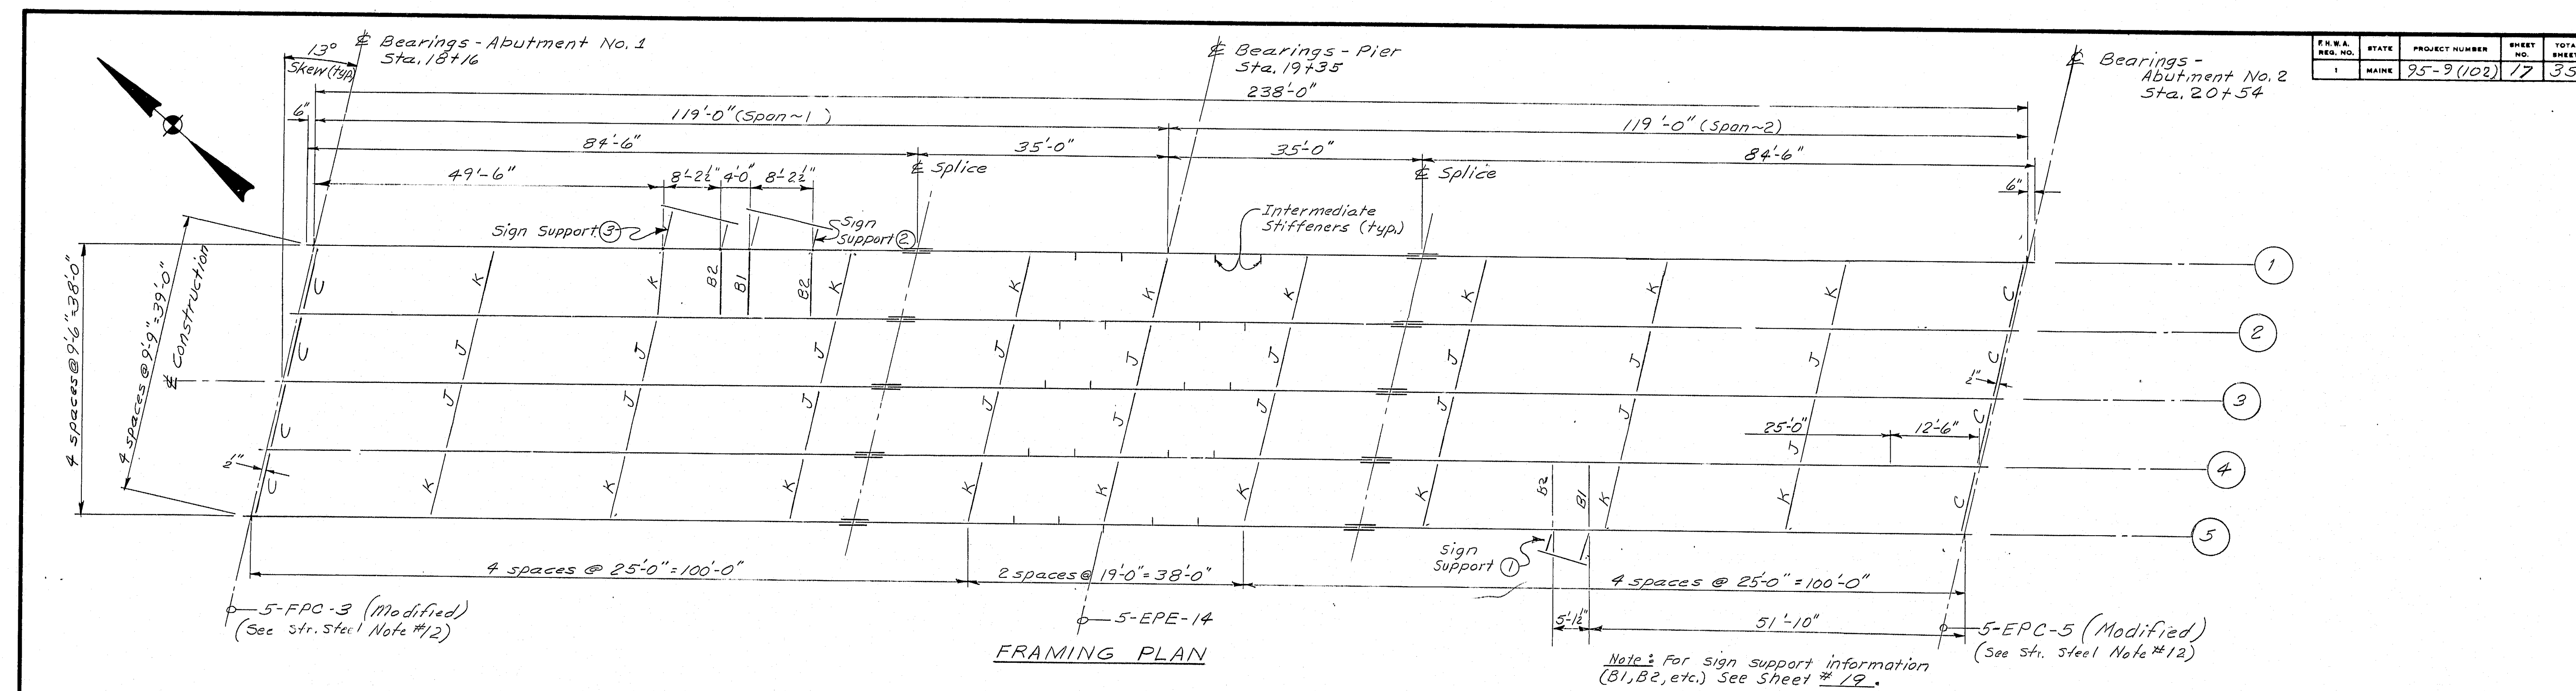 13°
Skew (typ)
℄ Bearings - Abutment No. 1
Sta. 18+16
℄ Bearings - Pier
Sta. 19+35
℄ Bearings -
Abutment No. 2
Sta. 20+54
F.H.W.A. REG. NO.
STATE
PROJECT NUMBER
SHEET NO.
TOTA
SHEET
1
MAINE
95-9(102)
17
35
238'-0"
6"
119'-0" (Span~1)
119'-0" (Span~2)
84'-6"
35'-0"
35'-0"
84'-6"
℄ Splice
℄ Splice
49'-6"
8'-2½"
4'-0"
8'-2½"
6"
Sign Support ③
Sign
Support ②
Intermediate
Stiffeners (typ.)
4 spaces @ 9'-6" = 38'-0"
4 spaces @ 9'-9" = 39'-0"
℄ Construction
C K K B2 B1 B2 K K K K K K K C
1
C J J J J J J J J J C
2
½"
C J J J J J J J J J C
3
25'-0"
12'-6"
½"
C K K K K K K K B2 B1 K K C
4
5
Sign
Support ①
4 spaces @ 25'-0" = 100'-0"
2 spaces @ 19'-0" = 38'-0"
4 spaces @ 25'-0" = 100'-0"
5'-1½"
51'-10"
5-FPC-3 (Modified)
(See Str. Steel Note #12)
5-EPE-14
5-EPC-5 (Modified)
(See Str. Steel Note #12)
FRAMING PLAN
Note: For sign support information
(B1, B2, etc.) See Sheet #19.